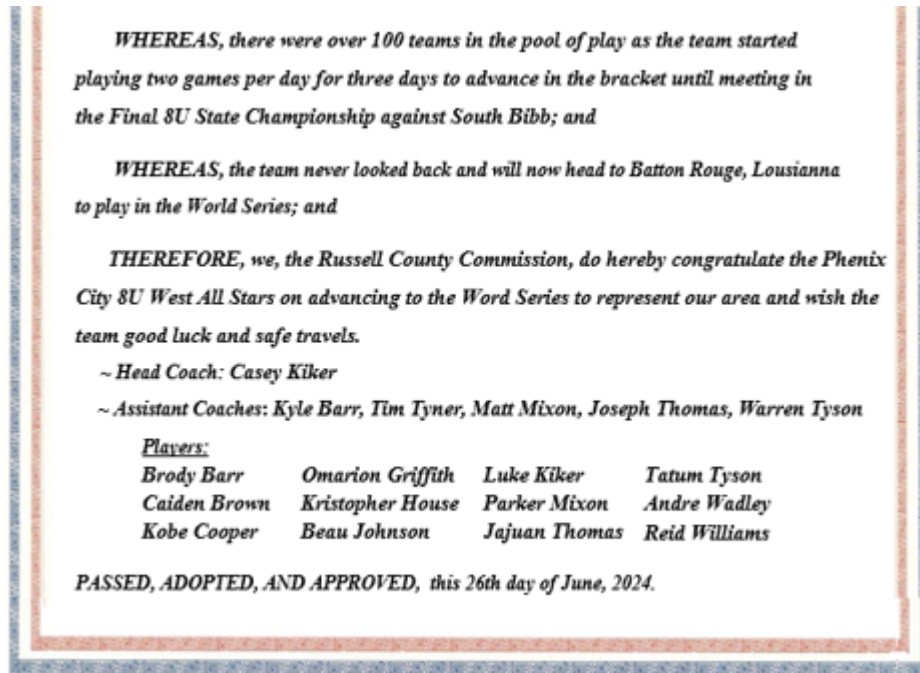 WHEREAS, there were over 100 teams in the pool of play as the team started
playing two games per day for three days to advance in the bracket until meeting in
the Final 8U State Championship against South Bibb; and
WHEREAS, the team never looked back and will now head to Batton Rouge, Lousianna
to play in the World Series; and
THEREFORE, we, the Russell County Commission, do hereby congratulate the Phenix
City 8U West All Stars on advancing to the Word Series to represent our area and wish the
team good luck and safe travels.
~ Head Coach: Casey Kiker
~ Assistant Coaches: Kyle Barr, Tim Tyner, Matt Mixon, Joseph Thomas, Warren Tyson
Players:
Brody Barr Omarion Griffith Luke Kiker Tatum Tyson
Caiden Brown Kristopher House Parker Mixon Andre Wadley
Kobe Cooper Beau Johnson Jajuan Thomas Reid Williams
PASSED, ADOPTED, AND APPROVED, this 26th day of June, 2024.